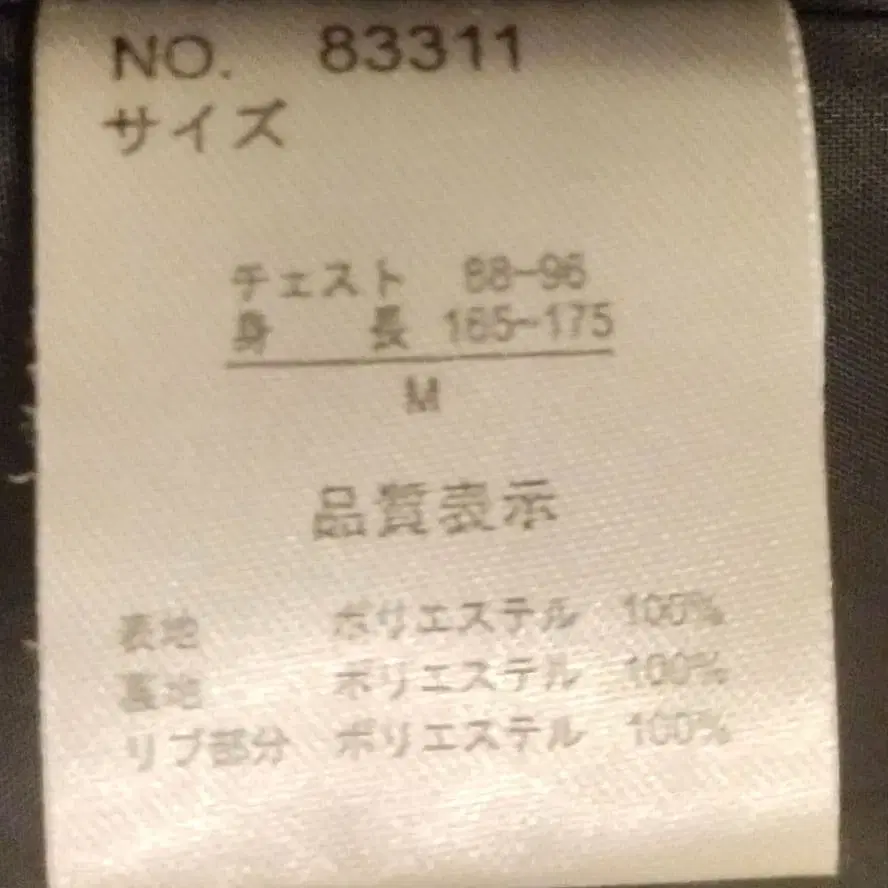 NO. 83311
サイズ
チェスト 88-96
身長 165-175
M
品質表示
表地 ポリエステル 100%
裏地 ポリエステル 100%
リブ部分 ポリエステル 100%